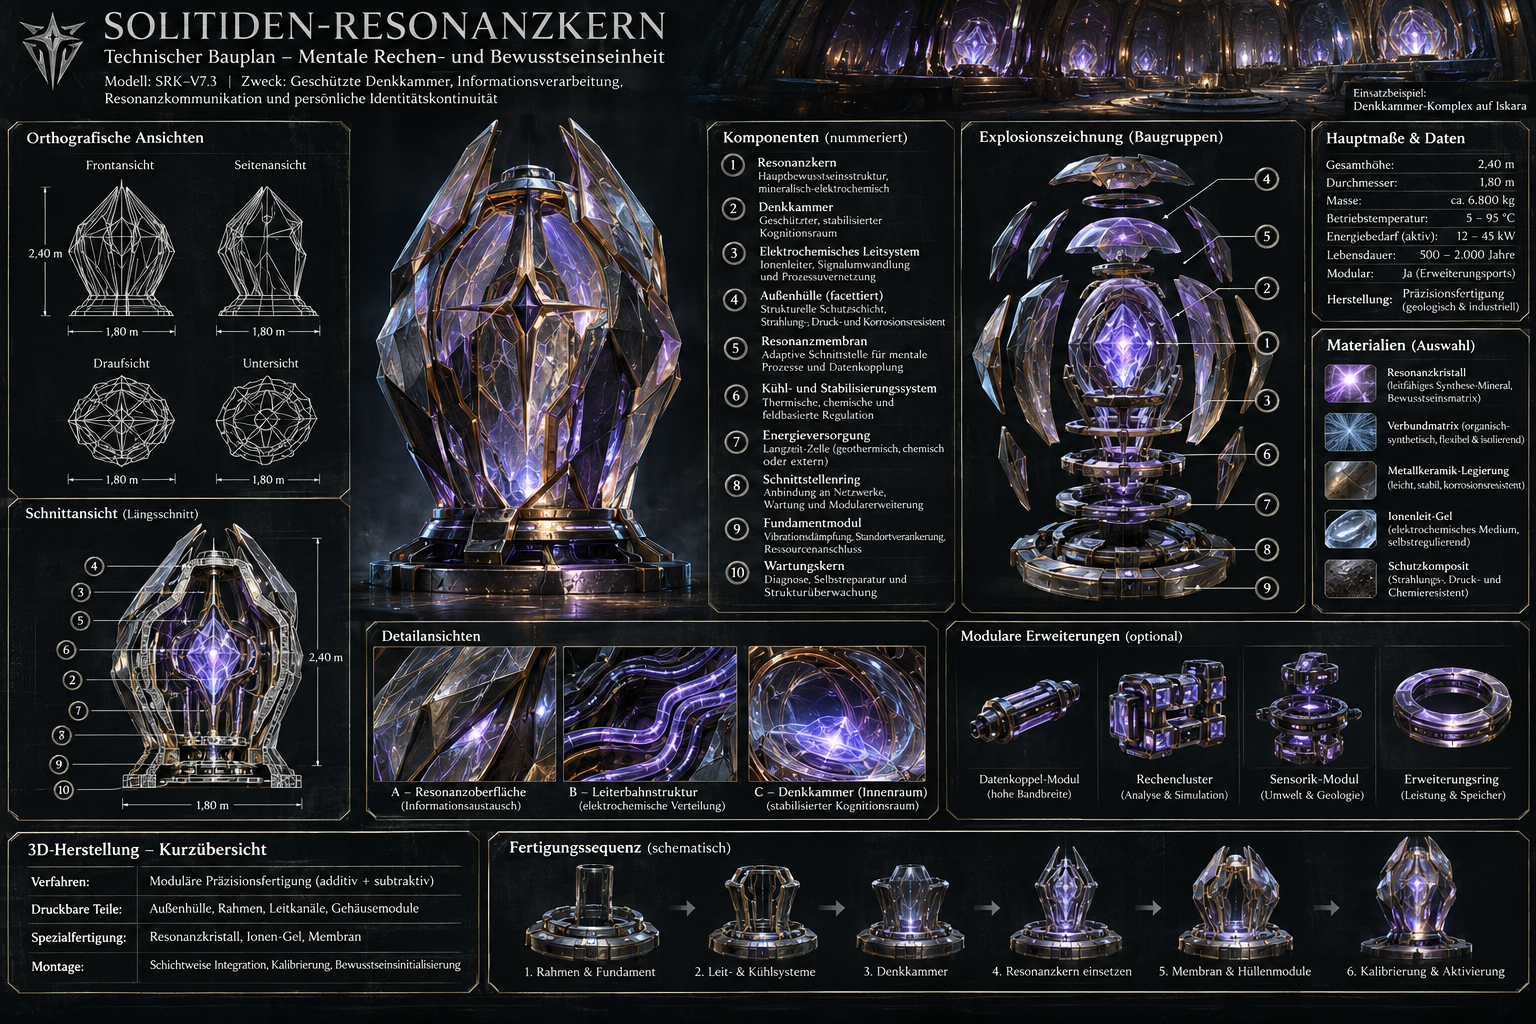 SOLITIDEN-RESONANZKERN
Technischer Bauplan – Mentale Rechen- und Bewusstseinseinheit
Modell: SRK-V7.3 | Zweck: Geschützte Denkkammer, Informationsverarbeitung,
Resonanzkommunikation und persönliche Identitätskontinuität
Einsatzbeispiel:
Denkkammer-Komplex auf Iskara
Orthografische Ansichten
Frontansicht
Seitenansicht
2,40 m
1,80 m
1,80 m
Draufsicht
Untersicht
1,80 m
1,80 m
Schnittansicht (Längsschnitt)
4
3
5
6
2
7
8
9
10
2,40 m
1,80 m
Komponenten (nummeriert)
1 Resonanzkern
Hauptbewusstseinsstruktur,
mineralisch-elektrochemisch
2 Denkkammer
Geschützter, stabilisierter
Kognitionsraum
3 Elektrochemisches Leitsystem
Ionenleiter, Signalumwandlung
und Prozessvernetzung
4 Außenhülle (facettiert)
Strukturelle Schutzschicht,
Strahlung-, Druck- und Korrosionsresistent
5 Resonanzmembran
Adaptive Schnittstelle für mentale
Prozesse und Datenkopplung
6 Kühl- und Stabilisierungssystem
Thermische, chemische und
feldbasierte Regulation
7 Energieversorgung
Langzeit-Zelle (geothermisch, chemisch
oder extern)
8 Schnittstellenring
Anbindung an Netzwerke,
Wartung und Modularerweiterung
9 Fundamentmodul
Vibrationsdämpfung, Standortverankerung,
Ressourcenanschluss
10 Wartungskern
Diagnose, Selbstreparatur und
Strukturüberwachung
Explosionszeichnung (Baugruppen)
4
5
2
1
3
6
7
8
9
Hauptmaße & Daten
Gesamthöhe: 2,40 m
Durchmesser: 1,80 m
Masse: ca. 6.800 kg
Betriebstemperatur: 5 – 95 °C
Energiebedarf (aktiv): 12 – 45 kW
Lebensdauer: 500 – 2.000 Jahre
Modular: Ja (Erweiterungsports)
Herstellung: Präzisionsfertigung
(geologisch & industriell)
Materialien (Auswahl)
Resonanzkristall
(leitfähiges Synthese-Mineral,
Bewusstseinsmatrix)
Verbundmatrix (organisch-
synthetisch, flexibel & isolierend)
Metallkeramik-Legierung
(leicht, stabil, korrosionsresistent)
Ionenleit-Gel
(elektrochemisches Medium,
selbstregulierend)
Schutzkomposit
(Strahlungs-, Druck- und
Chemieresistent)
Detailansichten
A – Resonanzoberfläche
(Informationsaustausch)
B – Leiterbahnstruktur
(elektrochemische Verteilung)
C – Denkkammer (Innenraum)
(stabilisierter Kognitionsraum)
Modulare Erweiterungen (optional)
Datenkoppel-Modul
(hohe Bandbreite)
Rechencluster
(Analyse & Simulation)
Sensorik-Modul
(Umwelt & Geologie)
Erweiterungsring
(Leistung & Speicher)
3D-Herstellung – Kurzübersicht
Verfahren: Moduläre Präzisionsfertigung (additiv + subtraktiv)
Druckbare Teile: Außenhülle, Rahmen, Leitkanäle, Gehäusemodule
Spezialfertigung: Resonanzkristall, Ionen-Gel, Membran
Montage: Schichtweise Integration, Kalibrierung, Bewusstseinsinitialisierung
Fertigungssequenz (schematisch)
1. Rahmen & Fundament
2. Leit- & Kühlsysteme
3. Denkkammer
4. Resonanzkern einsetzen
5. Membran & Hüllenmodule
6. Kalibrierung & Aktivierung